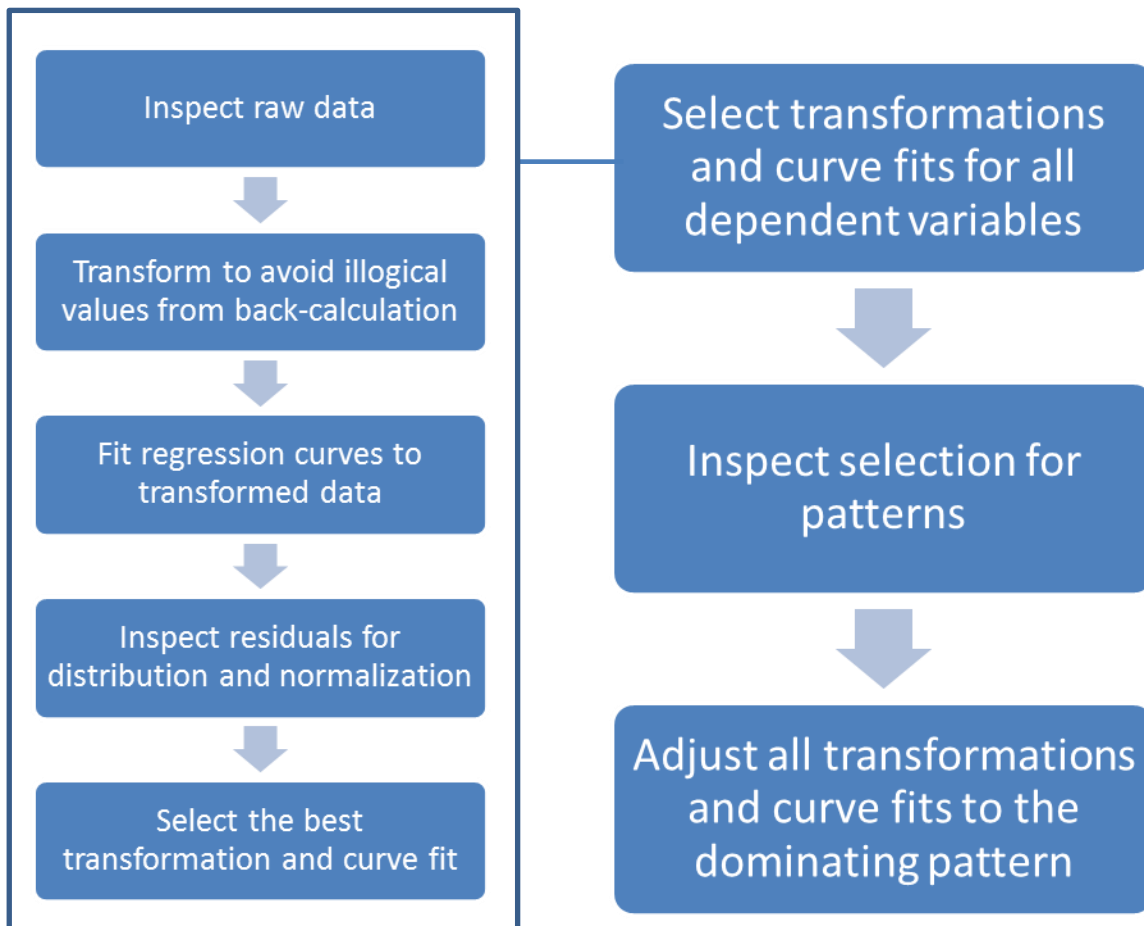 Inspect raw data
Transform to avoid illogical
values from back-calculation
Fit regression curves to
transformed data
Inspect residuals for
distribution and normalization
Select the best
transformation and curve fit
Select transformations
and curve fits for all
dependent variables
Inspect selection for
patterns
Adjust all transformations
and curve fits to the
dominating pattern